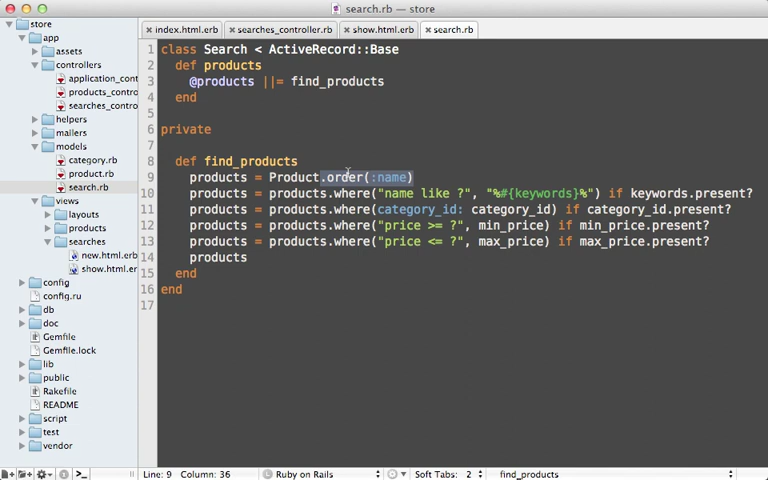 search.rb — store
store
app
assets
controllers
application_cont
products_contro
searches_contro
helpers
mailers
models
category.rb
product.rb
search.rb
views
layouts
products
searches
new.html.erb
show.html.er
config
config.ru
db
doc
Gemfile
Gemfile.lock
lib
public
Rakefile
README
script
test
vendor
index.html.erb searches_controller.rb show.html.erb search.rb
1 class Search < ActiveRecord::Base
2 def products
3 @products ||= find_products
4 end
5
6 private
7
8 def find_products
9 products = Product.order(:name)
10 products = products.where("name like ?", "%#{keywords}%") if keywords.present?
11 products = products.where(category_id: category_id) if category_id.present?
12 products = products.where("price >= ?", min_price) if min_price.present?
13 products = products.where("price <= ?", max_price) if max_price.present?
14 products
15 end
16 end
17
Line: 9 Column: 36 Ruby on Rails Soft Tabs: 2 find_products